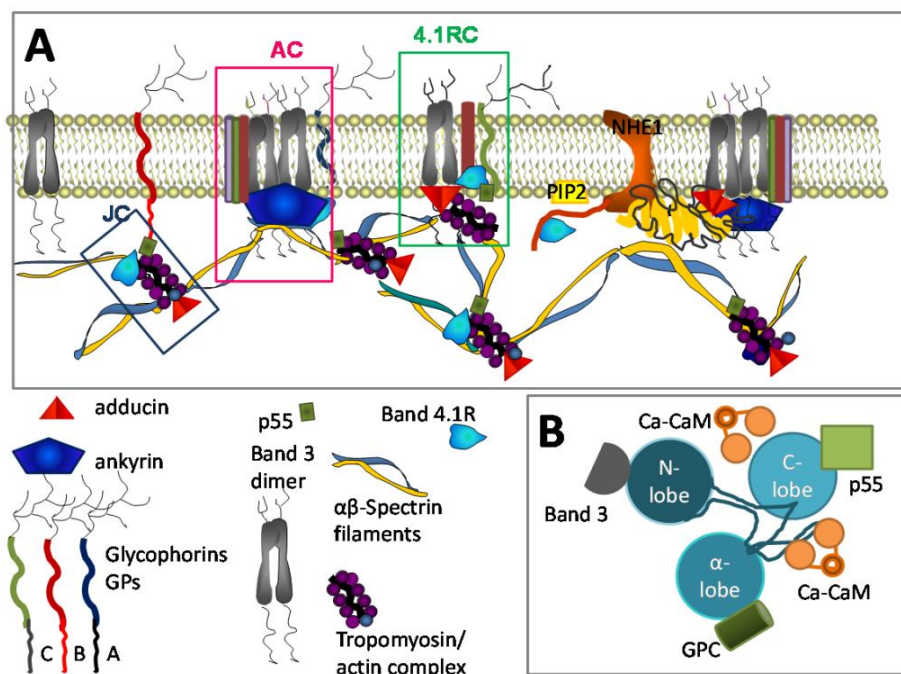 A
AC
4.1RC
NHE1
PIP2
JC
adducin
ankyrin
Glycophorins
GPs
C
B
A
p55
Band 3
dimer
Band 4.1R
αβ-Spectrin
filaments
Tropomyosin/
actin complex
B
Ca-CaM
N-
lobe
C-
lobe
p55
Band 3
α-
lobe
Ca-CaM
GPC